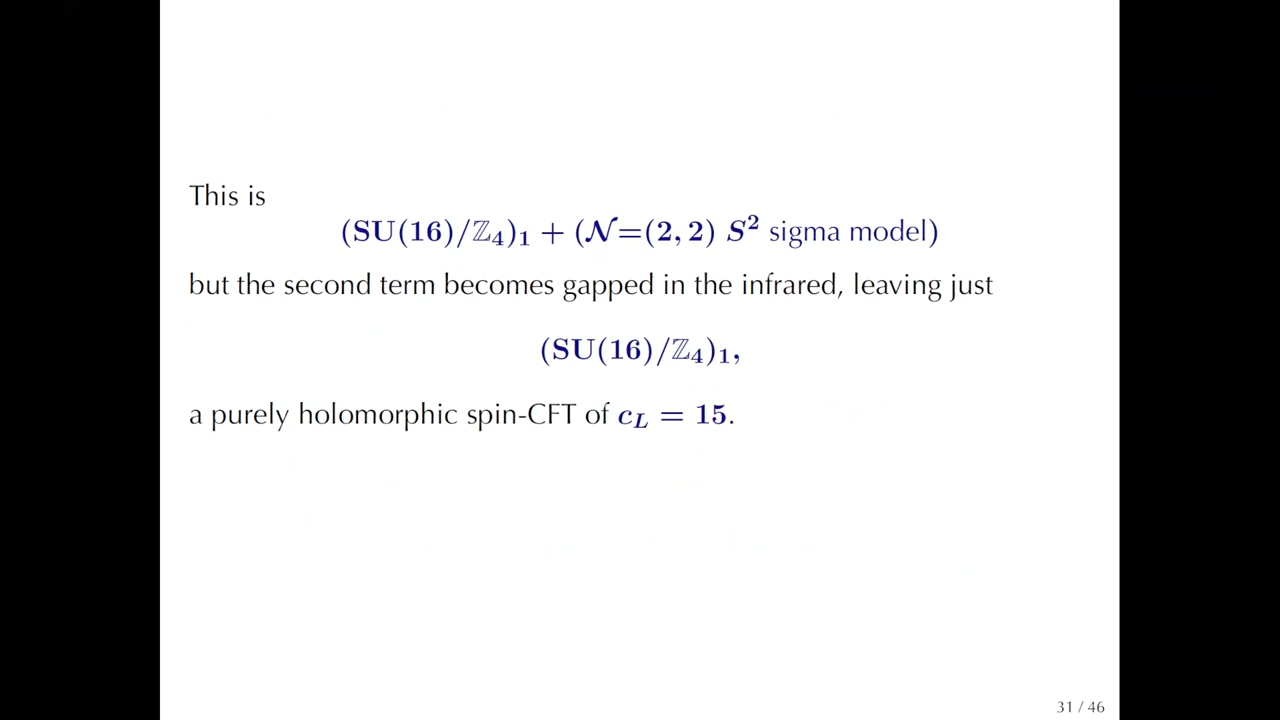 This is
(SU(16)/ℤ₄)₁ + (𝒩=(2, 2) S² sigma model)
but the second term becomes gapped in the infrared, leaving just
(SU(16)/ℤ₄)₁,
a purely holomorphic spin-CFT of c_L = 15.
31 / 46